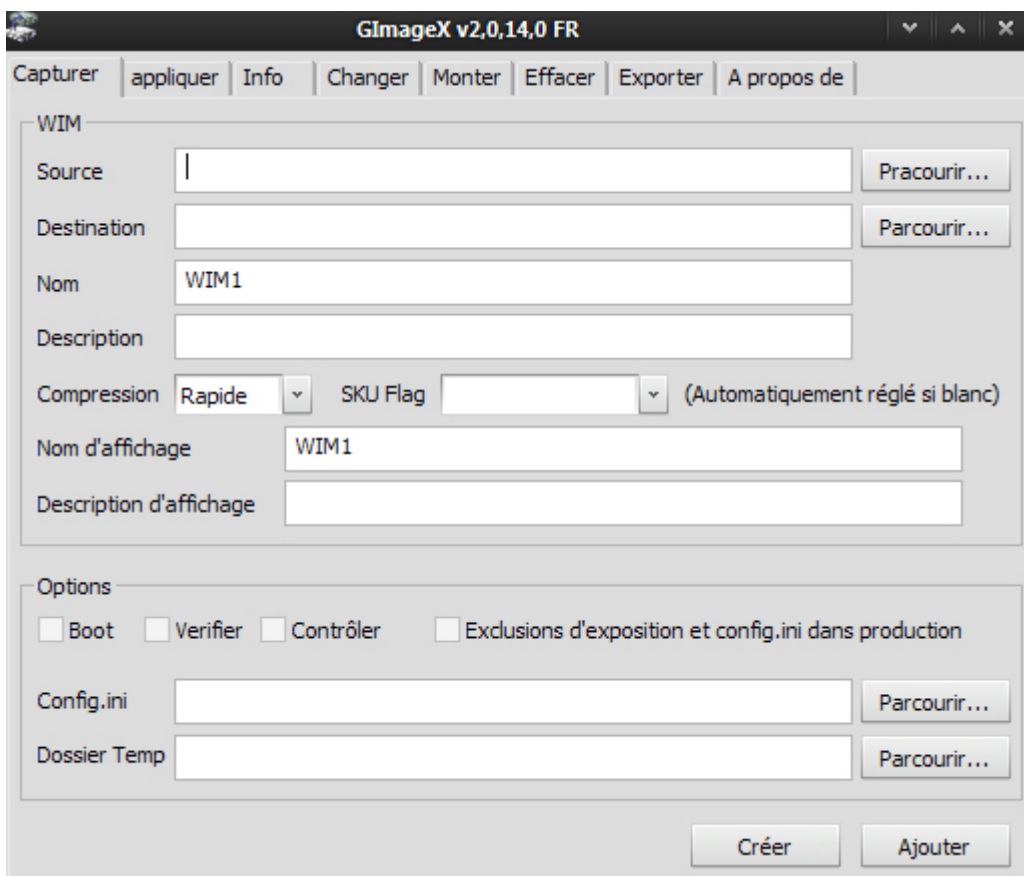 GImageX v2,0,14,0 FR
Capturer appliquer Info Changer Monter Effacer Exporter A propos de
WIM
Source Pracourir...
Destination Parcourir...
Nom WIM1
Description
Compression Rapide SKU Flag (Automatiquement réglé si blanc)
Nom d'affichage WIM1
Description d'affichage
Options
Boot Verifier Contrôler Exclusions d'exposition et config.ini dans production
Config.ini Parcourir...
Dossier Temp Parcourir...
Créer Ajouter